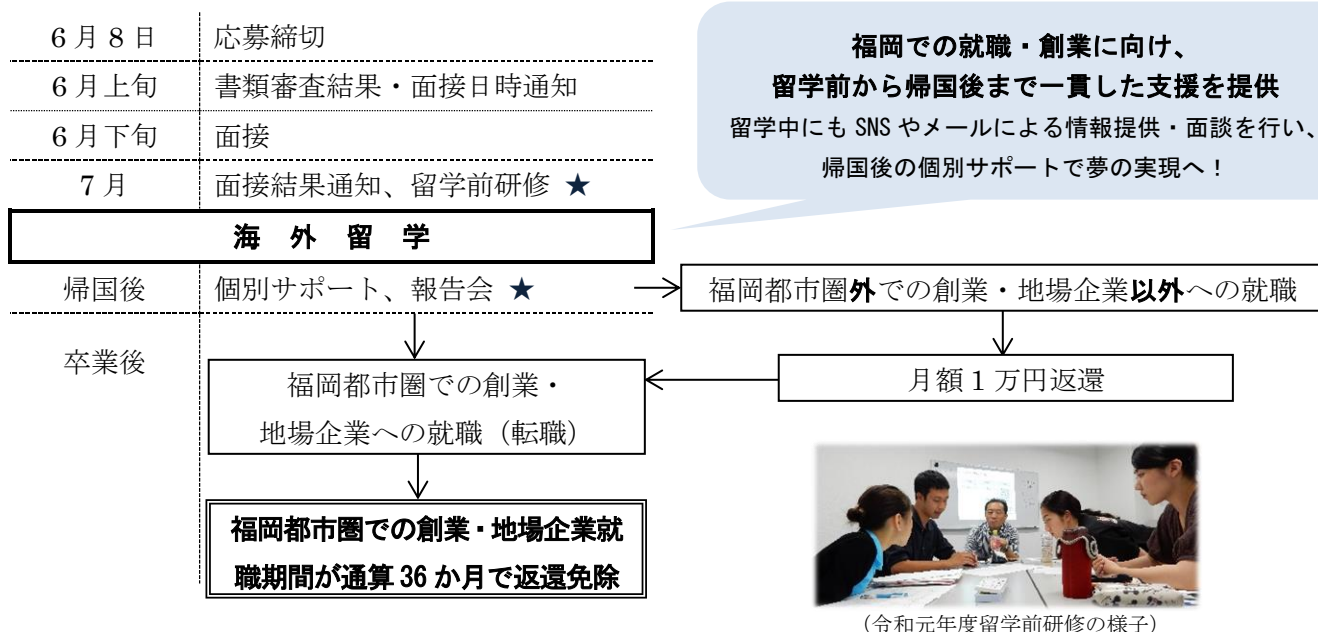 6月8日 応募締切
6月上旬 書類審査結果・面接日時通知
6月下旬 面接
7月 面接結果通知、留学前研修 ★
海外留学
帰国後 個別サポート、報告会 ★
卒業後
福岡での就職・創業に向け、
留学前から帰国後まで一貫した支援を提供
留学中にも SNS やメールによる情報提供・面談を行い、
帰国後の個別サポートで夢の実現へ！
福岡都市圏外での創業・地場企業以外への就職
月額1万円返還
福岡都市圏での創業・
地場企業への就職（転職）
福岡都市圏での創業・地場企業就
職期間が通算 36 か月で返還免除
（令和元年度留学前研修の様子）